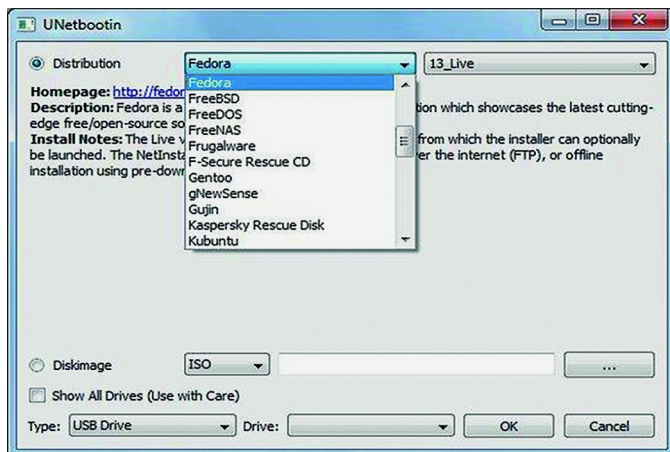 UNetbootin
Distribution Fedora 13_Live
Fedora
FreeBSD
FreeDOS
FreeNAS
Frugalware
F-Secure Rescue CD
Gentoo
gNewSense
Gujin
Kaspersky Rescue Disk
Kubuntu
Homepage: http://fedor
Description: Fedora is a
tion which showcases the latest cutting-
edge free/open-source so
Install Notes: The Live v
from which the installer can optionally
be launched. The NetInsta
er the internet (FTP), or offline
installation using pre-dow
Diskimage ISO ...
Show All Drives (Use with Care)
Type: USB Drive Drive: OK Cancel